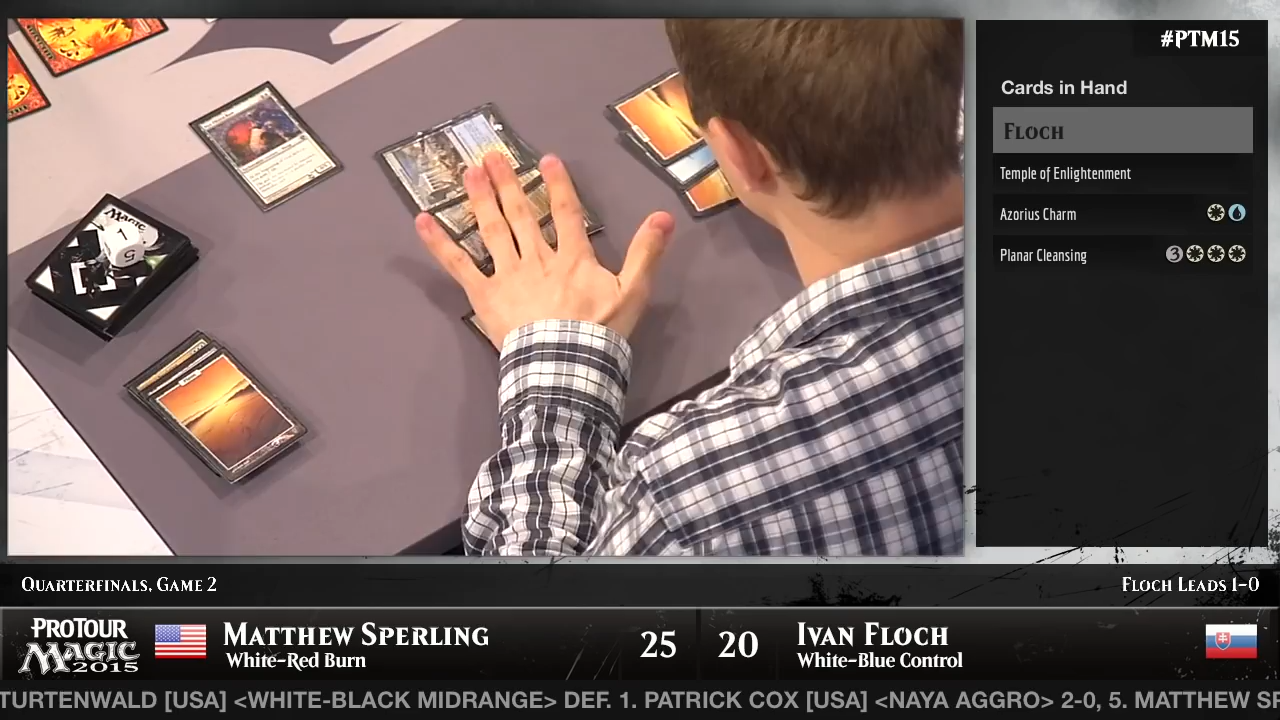 #PTM15
Cards in Hand
FLOCH
Temple of Enlightenment
Azorius Charm
Planar Cleansing 3
MAGIC
QUARTERFINALS, GAME 2
FLOCH LEADS 1-0
PROTOUR
MAGIC
2015
MATTHEW SPERLING
White-Red Burn
25
20
IVAN FLOCH
White-Blue Control
TURTENWALD [USA] <WHITE-BLACK MIDRANGE> DEF. 1. PATRICK COX [USA] <NAYA AGGRO> 2-0, 5. MATTHEW SP